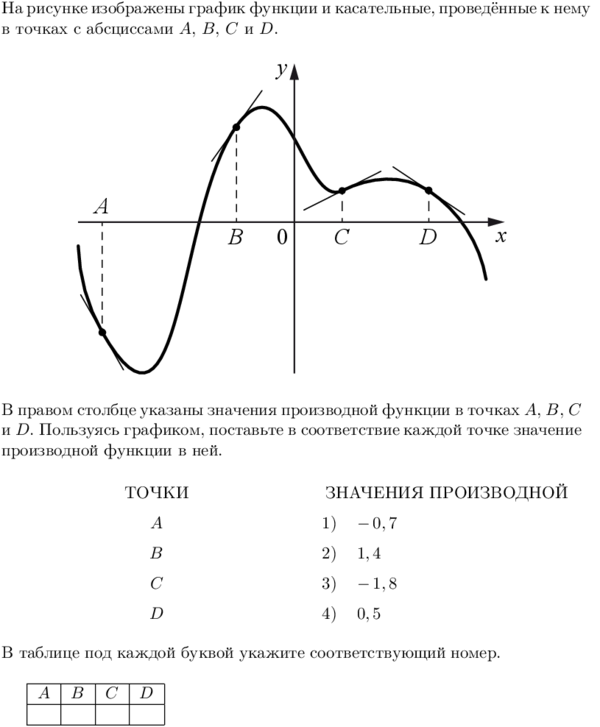 На рисунке изображены график функции и касательные, проведённые к нему
в точках с абсциссами A, B, C и D.
y
A
B 0 C D x
В правом столбце указаны значения производной функции в точках A, B, C
и D. Пользуясь графиком, поставьте в соответствие каждой точке значение
производной функции в ней.
ТОЧКИ ЗНАЧЕНИЯ ПРОИЗВОДНОЙ
A 1) −0,7
B 2) 1,4
C 3) −1,8
D 4) 0,5
В таблице под каждой буквой укажите соответствующий номер.
A B C D